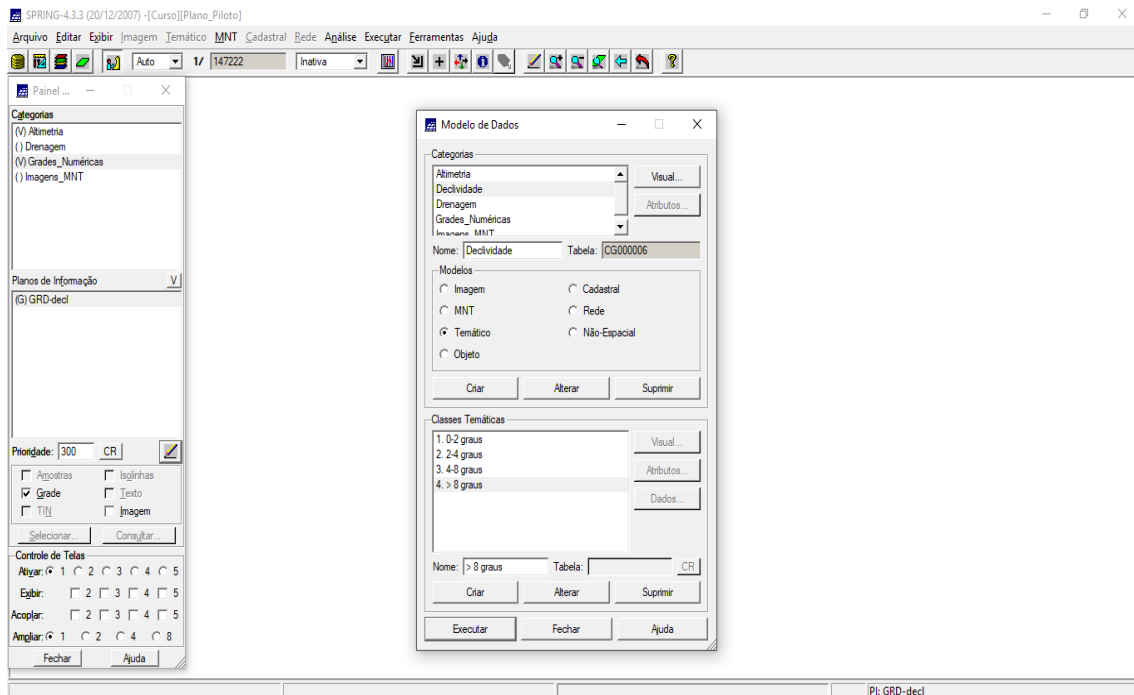 SPRING-4.3.3 (20/12/2007) -[Curso][Plano_Piloto]
Arquivo Editar Exibir Imagem Temático MNT Cadastral Rede Análise Executar Ferramentas Ajuda
Auto 1/ 147222 Inativa
Painel ...
Categorias
(V) Altimetria
( ) Drenagem
(V) Grades_Numéricas
( ) Imagens_MNT
Planos de Informação V
(G) GRD-decl
Prioridade: 300 CR
Amostras Isolinhas
Grade Texto
TIN Imagem
Selecionar... Consultar...
Controle de Telas
Ativar: 1 2 3 4 5
Exibir: 2 3 4 5
Acoplar: 2 3 4 5
Ampliar: 1 2 4 8
Fechar Ajuda
Modelo de Dados
Categorias
Altimetria
Declividade
Drenagem
Grades_Numéricas
Imagens_MNT
Visual...
Atributos...
Nome: Declividade Tabela: CG000006
Modelos
Imagem Cadastral
MNT Rede
Temático Não-Espacial
Objeto
Criar Alterar Suprimir
Classes Temáticas
1. 0-2 graus
2. 2-4 graus
3. 4-8 graus
4. > 8 graus
Visual...
Atributos...
Dados...
Nome: > 8 graus Tabela: CR
Criar Alterar Suprimir
Executar Fechar Ajuda
PI: GRD-decl